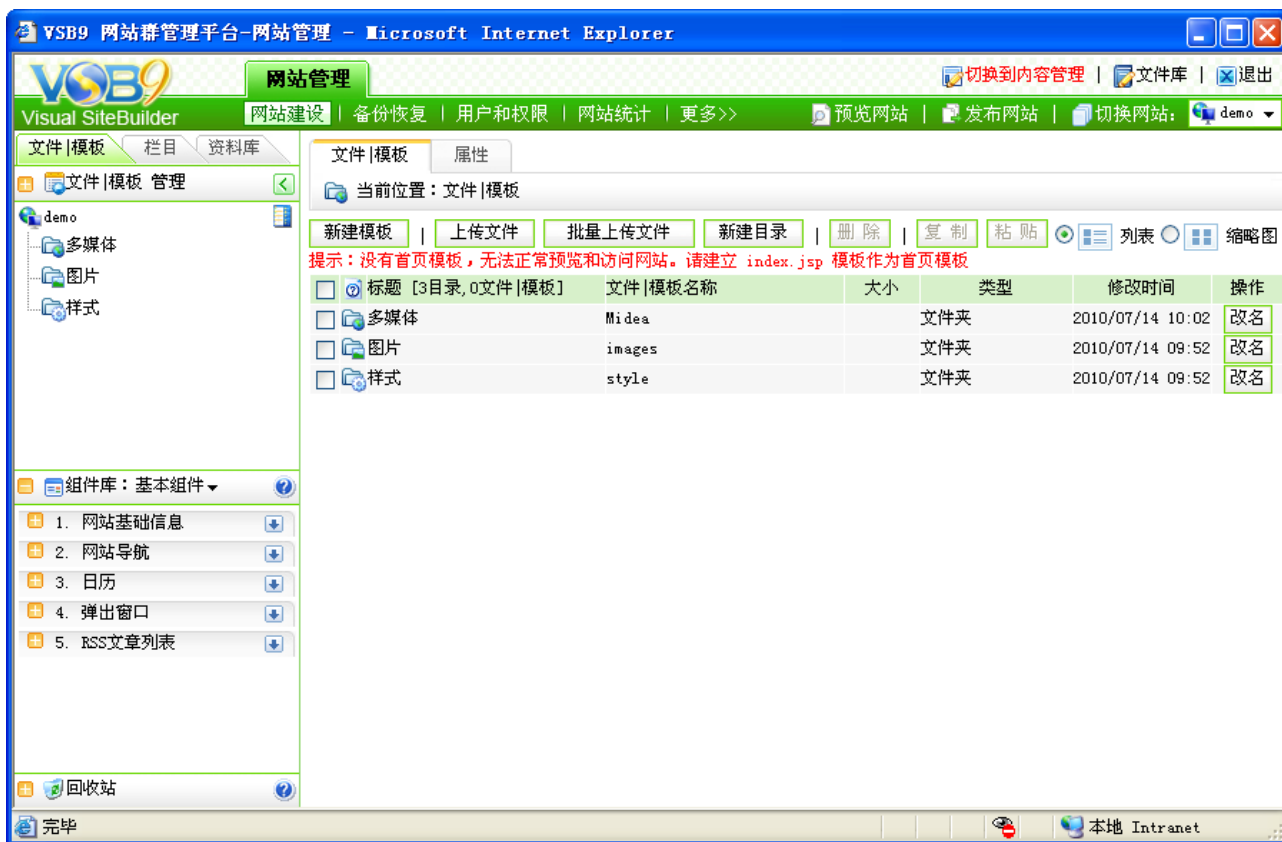 VSB9 网站群管理平台-网站管理 - Microsoft Internet Explorer
VSB9
Visual SiteBuilder
网站管理
切换到内容管理 | 文件库 | 退出
网站建设 | 备份恢复 | 用户和权限 | 网站统计 | 更多>>
预览网站 | 发布网站 | 切换网站: demo
文件|模板 栏目 资料库
文件|模板 管理
demo
多媒体
图片
样式
组件库：基本组件
1. 网站基础信息
2. 网站导航
3. 日历
4. 弹出窗口
5. RSS文章列表
回收站
文件|模板 属性
当前位置：文件|模板
新建模板 | 上传文件 批量上传文件 新建目录 | 删 除 | 复 制 粘 贴 列表 缩略图
提示：没有首页模板，无法正常预览和访问网站。请建立 index.jsp 模板作为首页模板
标题 [3目录,0文件|模板] 文件|模板名称 大小 类型 修改时间 操作
多媒体 Midea 文件夹 2010/07/14 10:02 改名
图片 images 文件夹 2010/07/14 09:52 改名
样式 style 文件夹 2010/07/14 09:52 改名
完毕 本地 Intranet